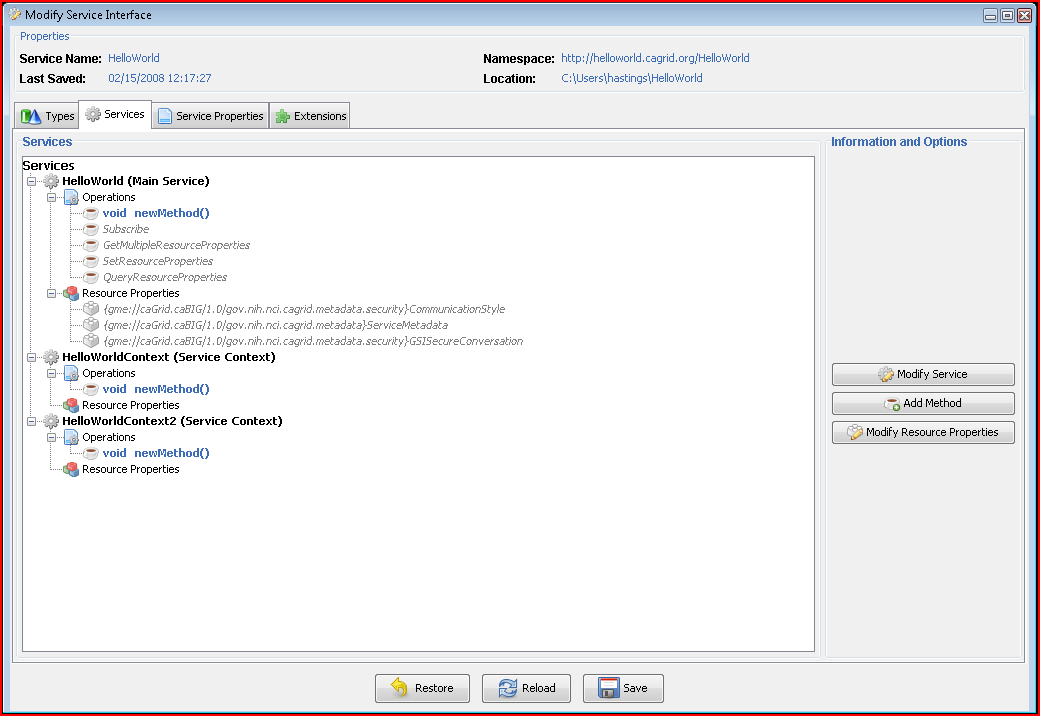 Modify Service Interface
Properties
Service Name: HelloWorld Namespace: http://helloworld.cagrid.org/HelloWorld
Last Saved: 02/15/2008 12:17:27 Location: C:\Users\hastings\HelloWorld
Types Services Service Properties Extensions
Services Information and Options
Services
HelloWorld (Main Service)
Operations
void newMethod()
Subscribe
GetMultipleResourceProperties
SetResourceProperties
QueryResourceProperties
Resource Properties
{gme://caGrid.caBIG/1.0/gov.nih.nci.cagrid.metadata.security}CommunicationStyle
{gme://caGrid.caBIG/1.0/gov.nih.nci.cagrid.metadata}ServiceMetadata
{gme://caGrid.caBIG/1.0/gov.nih.nci.cagrid.metadata.security}GSISecureConversation
HelloWorldContext (Service Context)
Operations
void newMethod()
Resource Properties
HelloWorldContext2 (Service Context)
Operations
void newMethod()
Resource Properties
Modify Service
Add Method
Modify Resource Properties
Restore Reload Save